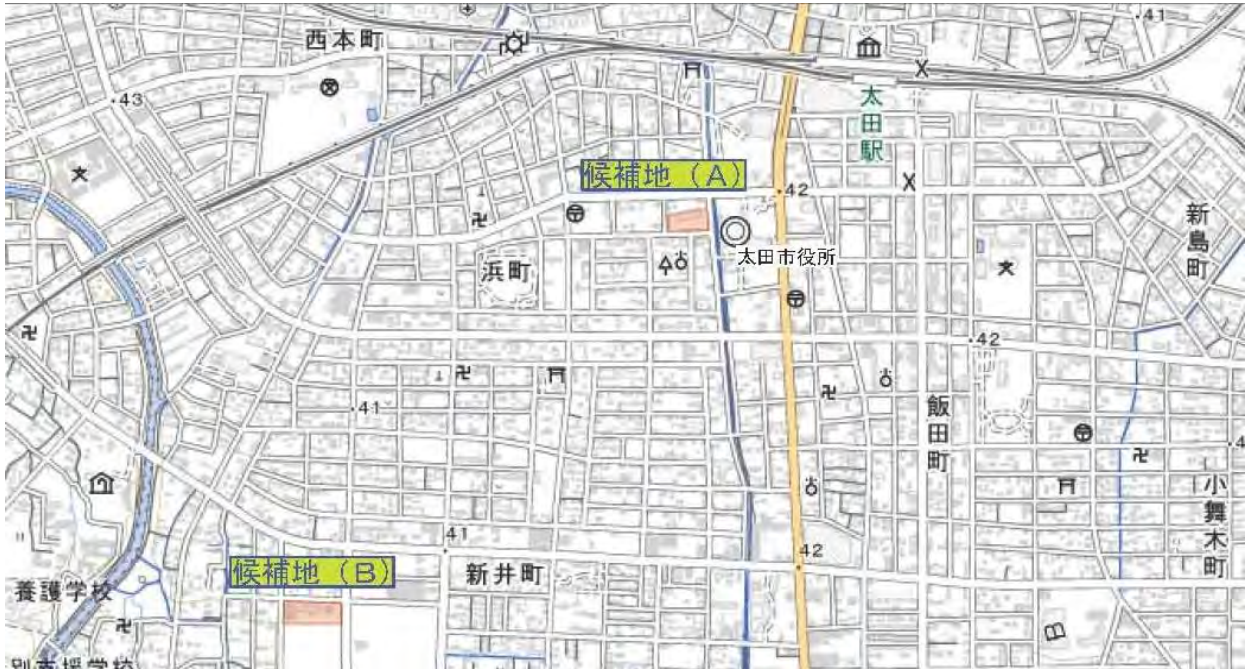 西本町
41
43
太田駅
候補地（A）
42
新島町
太田市役所
浜町
42
41
飯田町
小舞木町
41
42
候補地（B）
新井町
養護学校